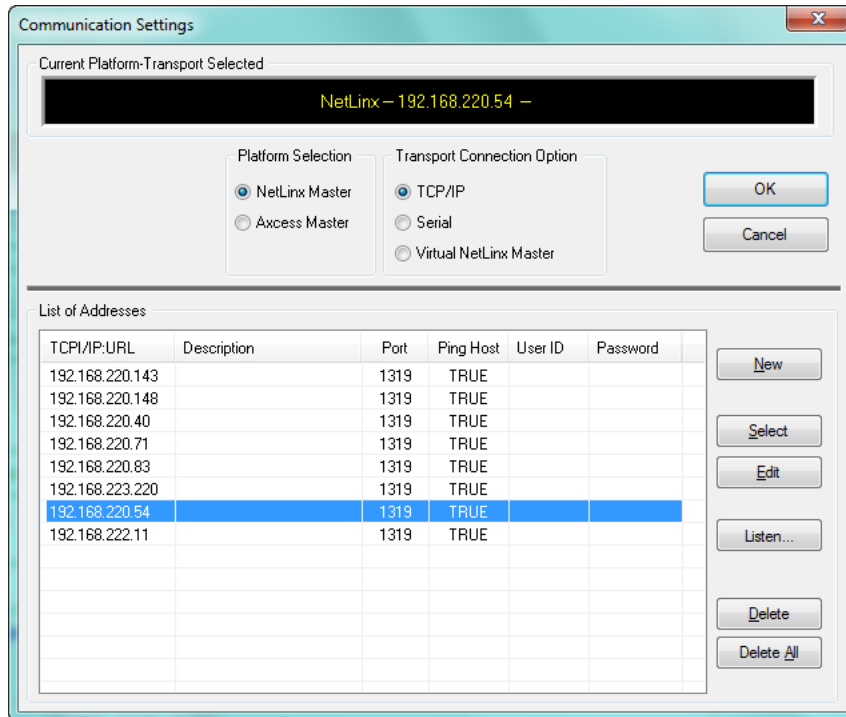 Communication Settings
Current Platform-Transport Selected
NetLinx — 192.168.220.54 —
Platform Selection
NetLinx Master
Axcess Master
Transport Connection Option
TCP/IP
Serial
Virtual NetLinx Master
OK
Cancel
List of Addresses
TCPI/IP:URL Description Port Ping Host User ID Password
192.168.220.143 1319 TRUE
192.168.220.148 1319 TRUE
192.168.220.40 1319 TRUE
192.168.220.71 1319 TRUE
192.168.220.83 1319 TRUE
192.168.223.220 1319 TRUE
192.168.220.54 1319 TRUE
192.168.222.11 1319 TRUE
New
Select
Edit
Listen...
Delete
Delete All